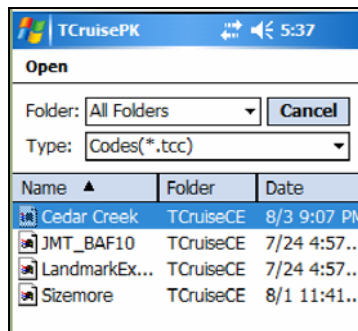 TCruisePK 5:37
Open
Folder: All Folders Cancel
Type: Codes(*.tcc)
Name Folder Date
Cedar Creek TCruiseCE 8/3 9:07 PM
JMT_BAF10 TCruiseCE 7/24 4:57...
LandmarkEx... TCruiseCE 7/24 4:57...
Sizemore TCruiseCE 8/1 11:41...